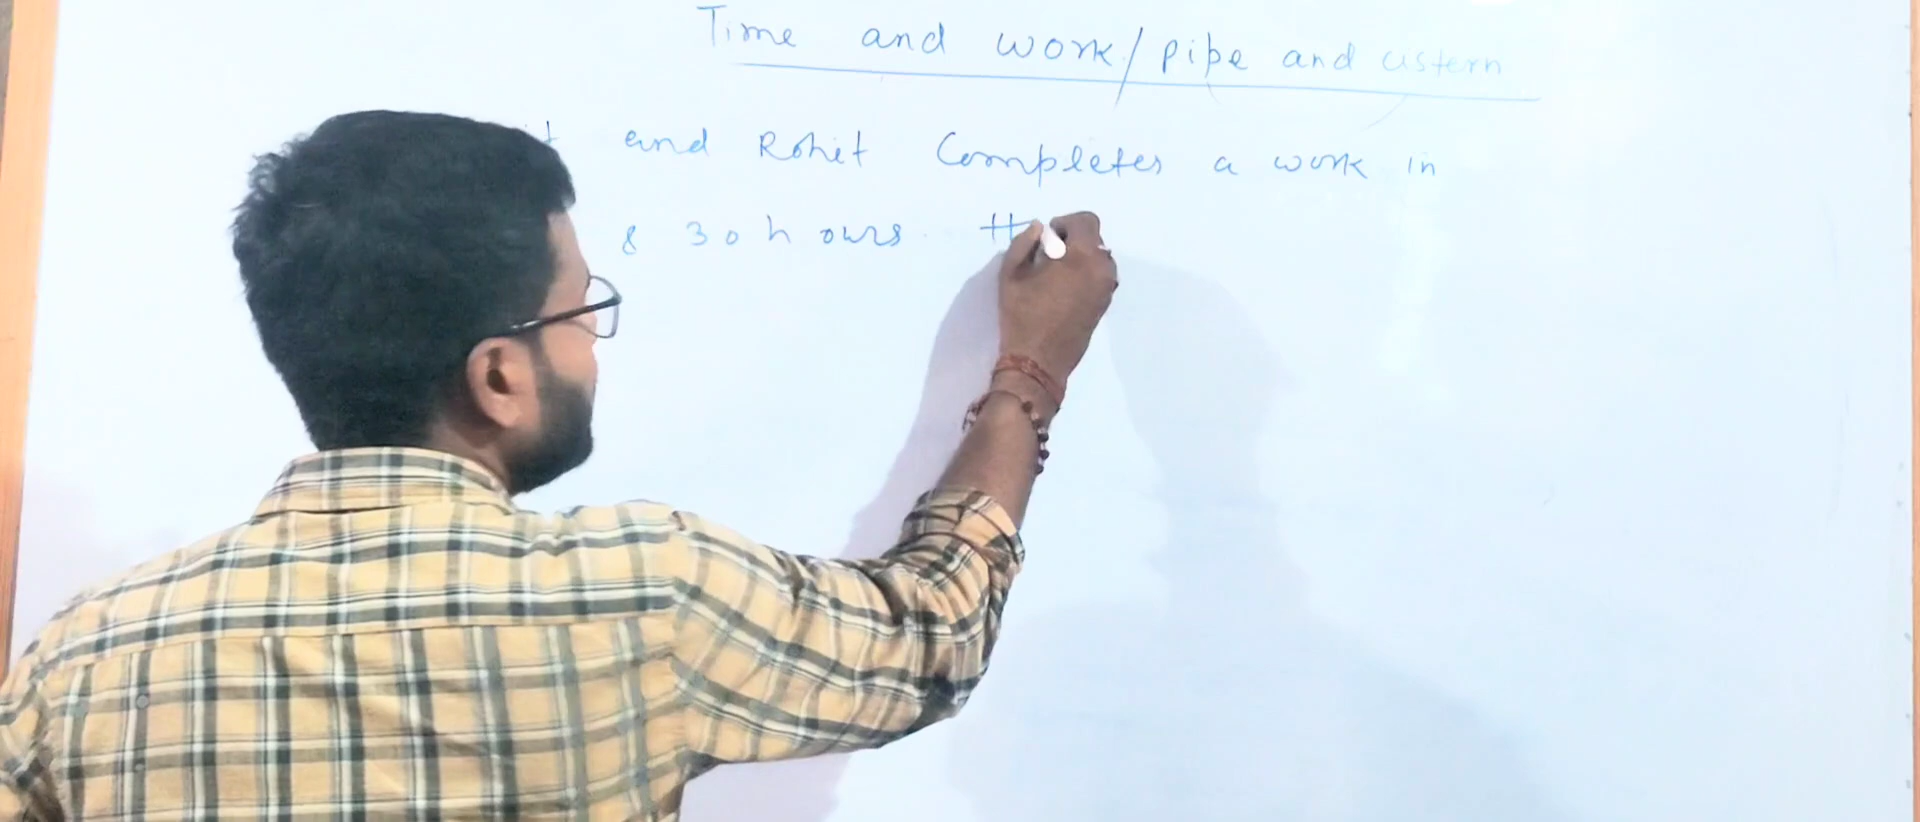 Time and work/pipe and cistern
and Rohit Completes a work in
& 30 hours.